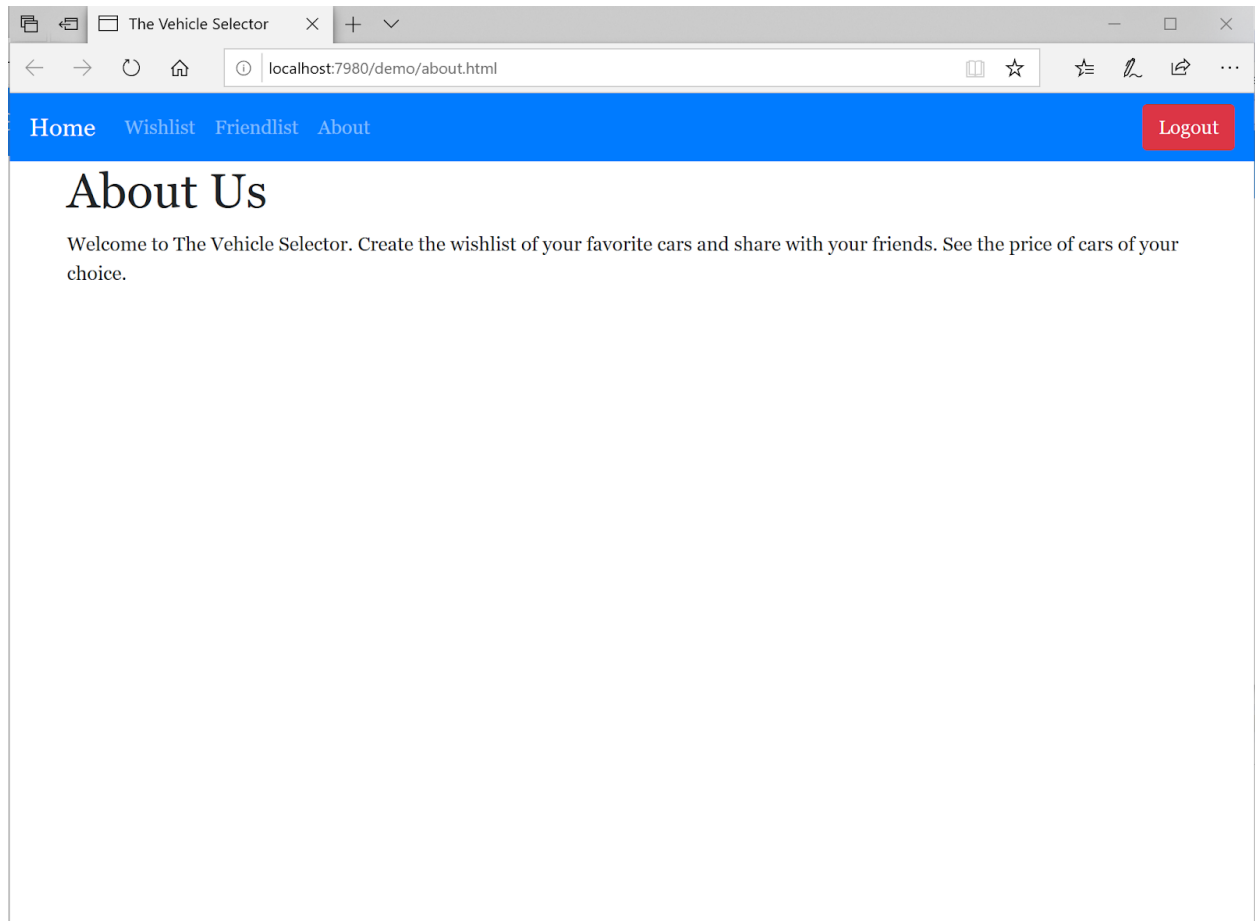 The Vehicle Selector
localhost:7980/demo/about.html
Home Wishlist Friendlist About Logout
About Us
Welcome to The Vehicle Selector. Create the wishlist of your favorite cars and share with your friends. See the price of cars of your
choice.